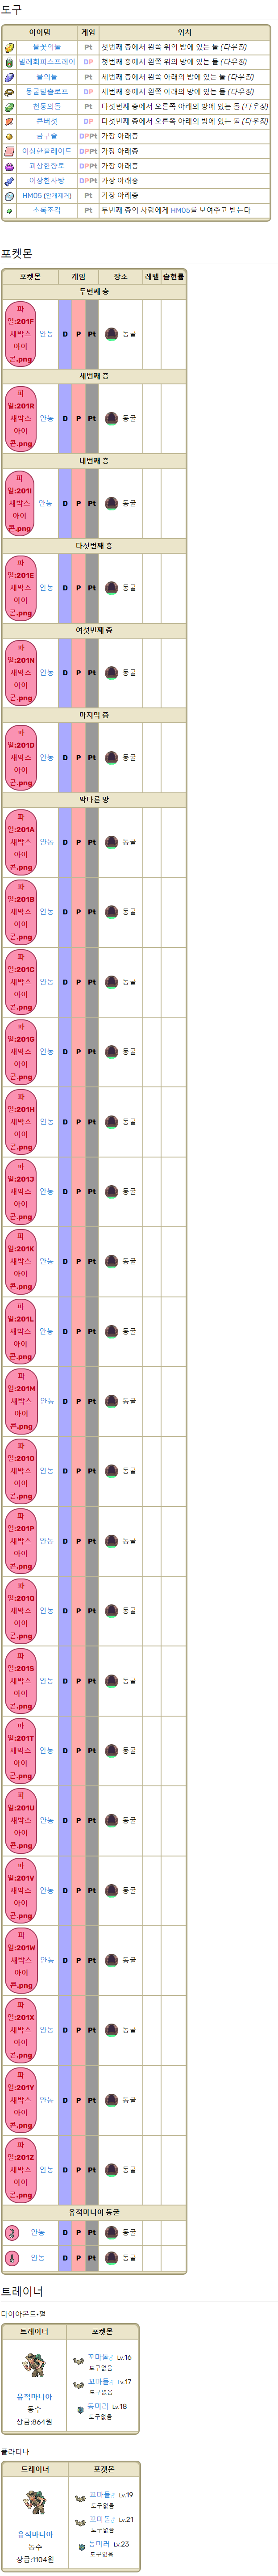 도구
아이템 게임 위치
불꽃의돌 Pt 첫번째 층에서 왼쪽 위의 방에 있는 돌 (다우징)
벌레회피스프레이 DP 첫번째 층에서 왼쪽 위의 방에 있는 돌 (다우징)
물의돌 Pt 세번째 층에서 왼쪽 아래의 방에 있는 돌 (다우징)
동굴탈출로프 DP 세번째 층에서 왼쪽 아래의 방에 있는 돌 (다우징)
천둥의돌 Pt 다섯번째 층에서 오른쪽 아래의 방에 있는 돌 (다우징)
큰버섯 DP 다섯번째 층에서 오른쪽 아래의 방에 있는 돌 (다우징)
금구슬 DPPt 가장 아래층
이상한플레이트 DPPt 가장 아래층
괴상한향로 DPPt 가장 아래층
이상한사탕 DPPt 가장 아래층
HM05 (안개제거) Pt 가장 아래층
초록조각 Pt 두번째 층의 사람에게 HM05를 보여주고 받는다
포켓몬
포켓몬 게임 장소 레벨 출현률
두번째 층
파
일:201F
새박스
아이
콘.png
안농 D P Pt 동굴
세번째 층
파
일:201R
새박스
아이
콘.png
안농 D P Pt 동굴
네번째 층
파
일:201I
새박스
아이
콘.png
안농 D P Pt 동굴
다섯번째 층
파
일:201E
새박스
아이
콘.png
안농 D P Pt 동굴
여섯번째 층
파
일:201N
새박스
아이
콘.png
안농 D P Pt 동굴
마지막 층
파
일:201D
새박스
아이
콘.png
안농 D P Pt 동굴
막다른 방
파
일:201A
새박스
아이
콘.png
안농 D P Pt 동굴
파
일:201B
새박스
아이
콘.png
안농 D P Pt 동굴
파
일:201C
새박스
아이
콘.png
안농 D P Pt 동굴
파
일:201G
새박스
아이
콘.png
안농 D P Pt 동굴
파
일:201H
새박스
아이
콘.png
안농 D P Pt 동굴
파
일:201J
새박스
아이
콘.png
안농 D P Pt 동굴
파
일:201K
새박스
아이
콘.png
안농 D P Pt 동굴
파
일:201L
새박스
아이
콘.png
안농 D P Pt 동굴
파
일:201M
새박스
아이
콘.png
안농 D P Pt 동굴
파
일:201O
새박스
아이
콘.png
안농 D P Pt 동굴
파
일:201P
새박스
아이
콘.png
안농 D P Pt 동굴
파
일:201Q
새박스
아이
콘.png
안농 D P Pt 동굴
파
일:201S
새박스
아이
콘.png
안농 D P Pt 동굴
파
일:201T
새박스
아이
콘.png
안농 D P Pt 동굴
파
일:201U
새박스
아이
콘.png
안농 D P Pt 동굴
파
일:201V
새박스
아이
콘.png
안농 D P Pt 동굴
파
일:201W
새박스
아이
콘.png
안농 D P Pt 동굴
파
일:201X
새박스
아이
콘.png
안농 D P Pt 동굴
파
일:201Y
새박스
아이
콘.png
안농 D P Pt 동굴
파
일:201Z
새박스
아이
콘.png
안농 D P Pt 동굴
유적마니아 동굴
안농 D P Pt 동굴
안농 D P Pt 동굴
트레이너
다이아몬드•펄
트레이너 포켓몬
유적마니아
동수
상금:864원
꼬마돌♂ Lv.16
도구없음
꼬마돌♂ Lv.17
도구없음
동미러 Lv.18
도구없음
플라티나
트레이너 포켓몬
유적마니아
동수
상금:1104원
꼬마돌♂ Lv.19
도구없음
꼬마돌♂ Lv.21
도구없음
동미러 Lv.23
도구없음